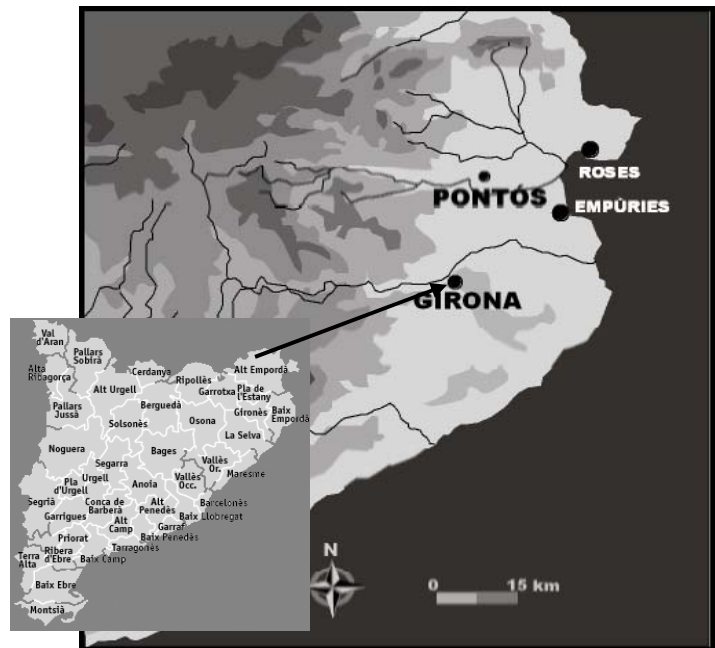 ROSES
PONTÓS
EMPÚRIES
GIRONA
Val
d'Aran
Pallars
Sobirà
Alta
Ribagorça
Cerdanya
Ripollès
Alt Empordà
Alt Urgell
Garrotxa
Pla de
l'Estany
Pallars
Jussà
Berguedà
Gironès
Baix
Empordà
Solsonès
Osona
La Selva
Noguera
Bages
Segarra
Vallès
Or.
Maresme
Pla
d'Urgell
Urgell
Anoia
Vallès
Occ.
Segrià
Conca de
Barberà
Alt
Penedès
Barcelonès
Garrigues
Alt
Camp
Baix Llobregat
Garraf
Priorat
Baix Penedès
Tarragonès
Terra
Alta
Ribera
d'Ebre
Baix Camp
Baix Ebre
Montsià
N
0 15 km